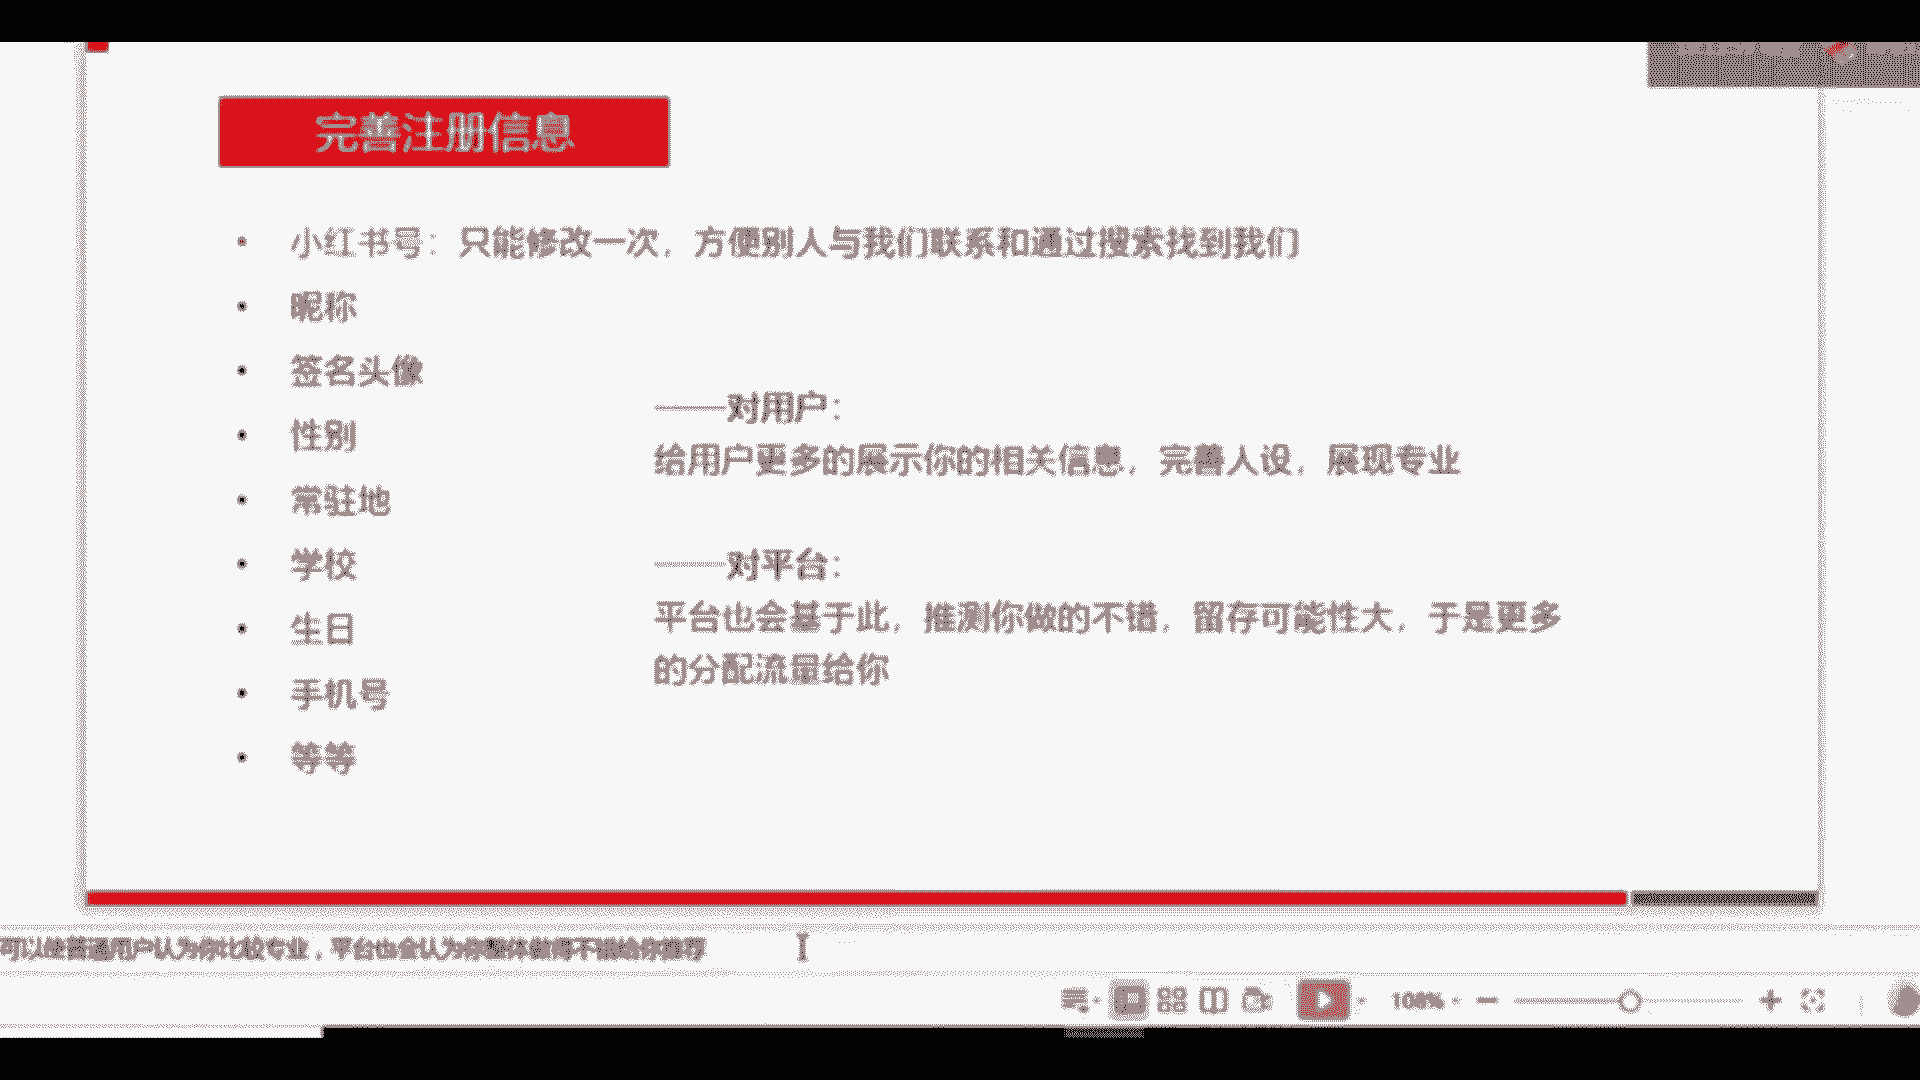 完善注册信息
• 小红书号：只能修改一次，方便别人与我们联系和通过搜索找到我们
• 昵称
• 签名头像
• 性别
• 常驻地
• 学校
• 生日
• 手机号
• 等等
——对用户：
给用户更多的展示你的相关信息，完善人设，展现专业
——对平台：
平台也会基于此，推测你做的不错，留存可能性大，于是更多
的分配流量给你
可以使普通用户认为你比较专业，平台也会认为你整体做得不错给你推荐
108%